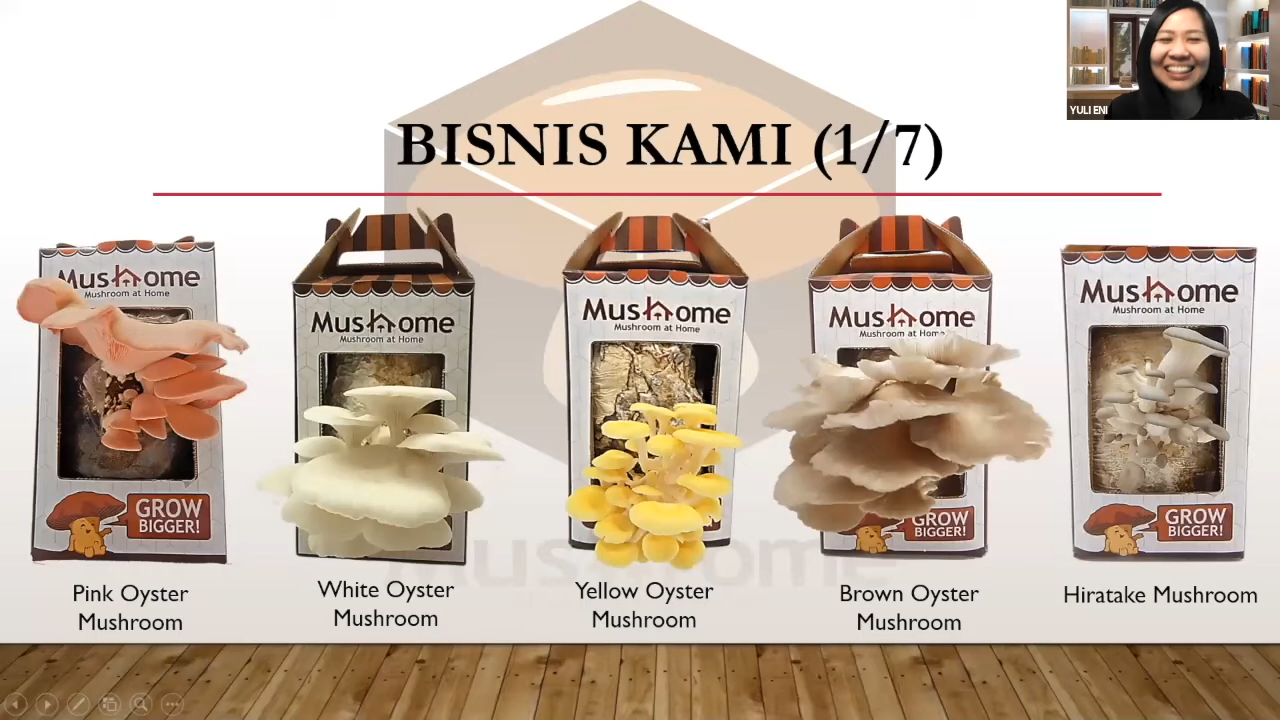 YULI ENI
BISNIS KAMI (1/7)
MusHome
Mushroom at Home
GROW
BIGGER!
Pink Oyster
Mushroom
MusHome
Mushroom at Home
White Oyster
Mushroom
MusHome
Mushroom at Home
Yellow Oyster
Mushroom
MusHome
Mushroom at Home
GROW
BIGGER!
Brown Oyster
Mushroom
MusHome
Mushroom at Home
GROW
BIGGER!
Hiratake Mushroom
MusHome